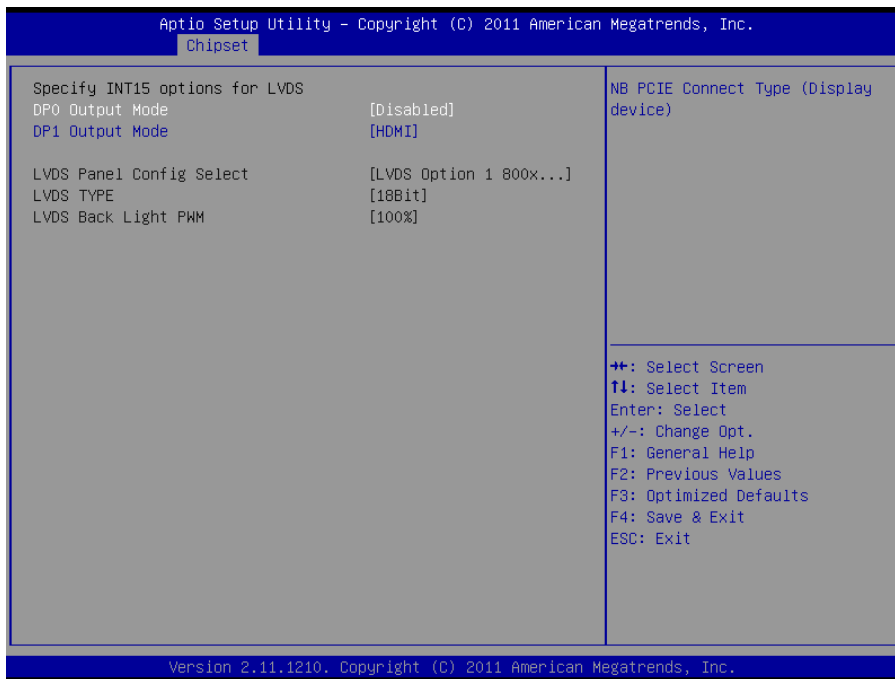 Aptio Setup Utility – Copyright (C) 2011 American Megatrends, Inc.
Chipset
Specify INT15 options for LVDS
DP0 Output Mode [Disabled]
DP1 Output Mode [HDMI]
LVDS Panel Config Select [LVDS Option 1 800x...]
LVDS TYPE [18Bit]
LVDS Back Light PWM [100%]
NB PCIE Connect Type (Display
device)
→←: Select Screen
↑↓: Select Item
Enter: Select
+/-: Change Opt.
F1: General Help
F2: Previous Values
F3: Optimized Defaults
F4: Save & Exit
ESC: Exit
Version 2.11.1210. Copyright (C) 2011 American Megatrends, Inc.